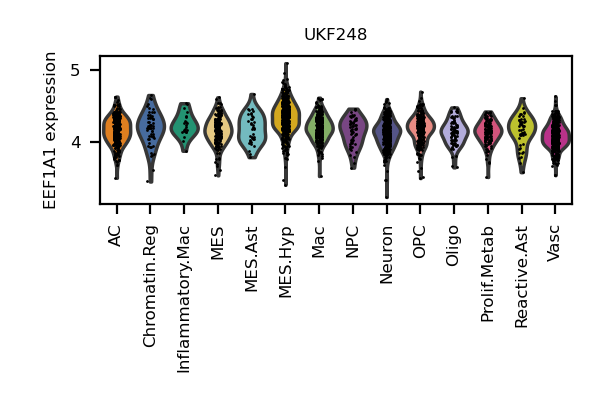 UKF248
EEF1A1 expression
5
4
AC
Chromatin.Reg
Inflammatory.Mac
MES
MES.Ast
MES.Hyp
Mac
NPC
Neuron
OPC
Oligo
Prolif.Metab
Reactive.Ast
Vasc